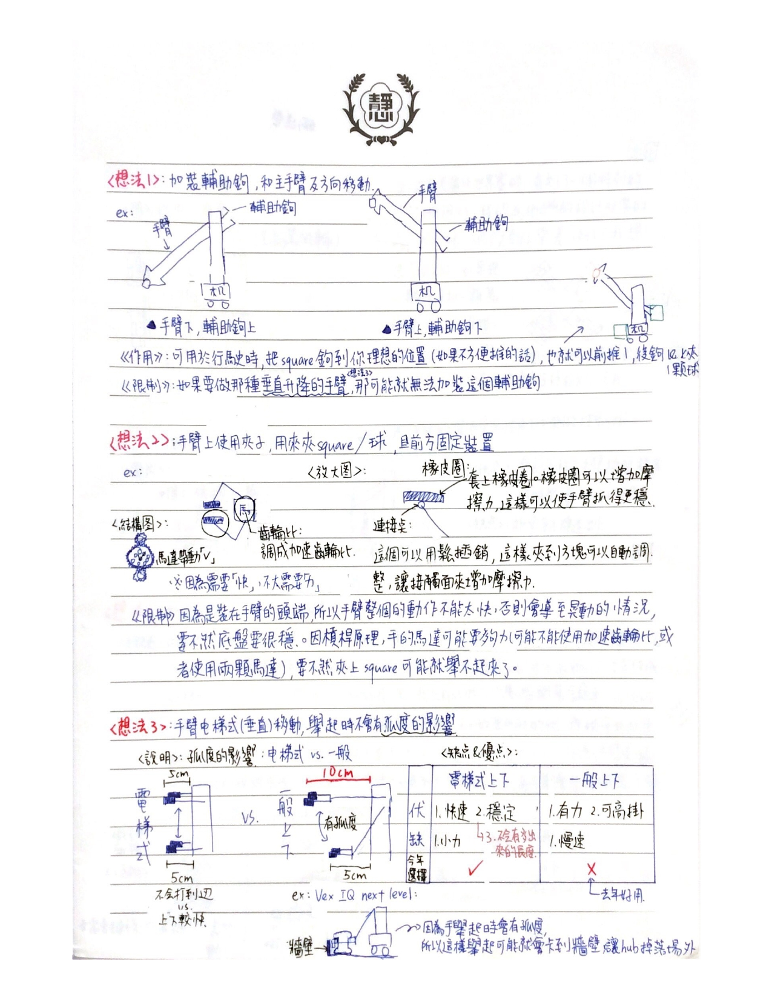 靜心
<想法1>:加裝輔助鉤,和主手臂反方向移動.
ex:
手臂
輔助鉤
手臂
輔助鉤
机
机
机
▲手臂下,輔助鉤上
▲手臂上,輔助鉤下
《作用》:可用於行駛時,把square鉤到你理想的位置(如果不方便推的話),也就可以前推1,後鉤1以上夾
1顆球
<想法3>
《限制》:如果要做那種垂直升降的手臂,那可能就無法加裝這個輔助鉤
<想法2>:手臂上使用夾子,用來夾square/球,且前方固定裝置
ex:
<放大图>:
橡皮圈:
套上橡皮圈。橡皮圈可以增加摩
擦力,這樣可以使手臂抓得更穩.
馬
<結構图>:
齒輪比:
調成加速齒輪比.
馬達帶動「V」
※因為需要「快」,不太需要「力」
連接点:
這個可以用鬆插銷,這樣夾到方塊可以自動調
整,讓接觸面來增加摩擦力.
《限制》因為是裝在手臂的頭端,所以手臂整個的動作不能太快,否則會導至晃動的情況,
要不然底盤要很穩。因槓桿原理,手的馬達可能要夠力(可能不能使用加速齒輪比,或
者使用兩顆馬達),要不然夾上square可能就舉不起來了。
<想法3>:手臂电梯式(垂直)移動,舉起時不會有弧度的影響
<說明>:弧度的影響:电梯式 vs.一般
5cm
電梯式
5cm
不会打到边
vs.
上下較快
vs.
10cm
一般上下
有弧度
5cm
<缺点&優点>:
電梯式上下 一般上下
优 1.快速 2.穩定 1.有力 2.可高掛
缺 1.小力 1.慢速
3.不会有多出
來的長度.
今年
選擇 ✓ X
去年好用.
ex: Vex IQ next level:
牆壁
因為手舉起時會有弧度,
所以這樣舉起可能就會卡到牆壁,讓hub掉落場外